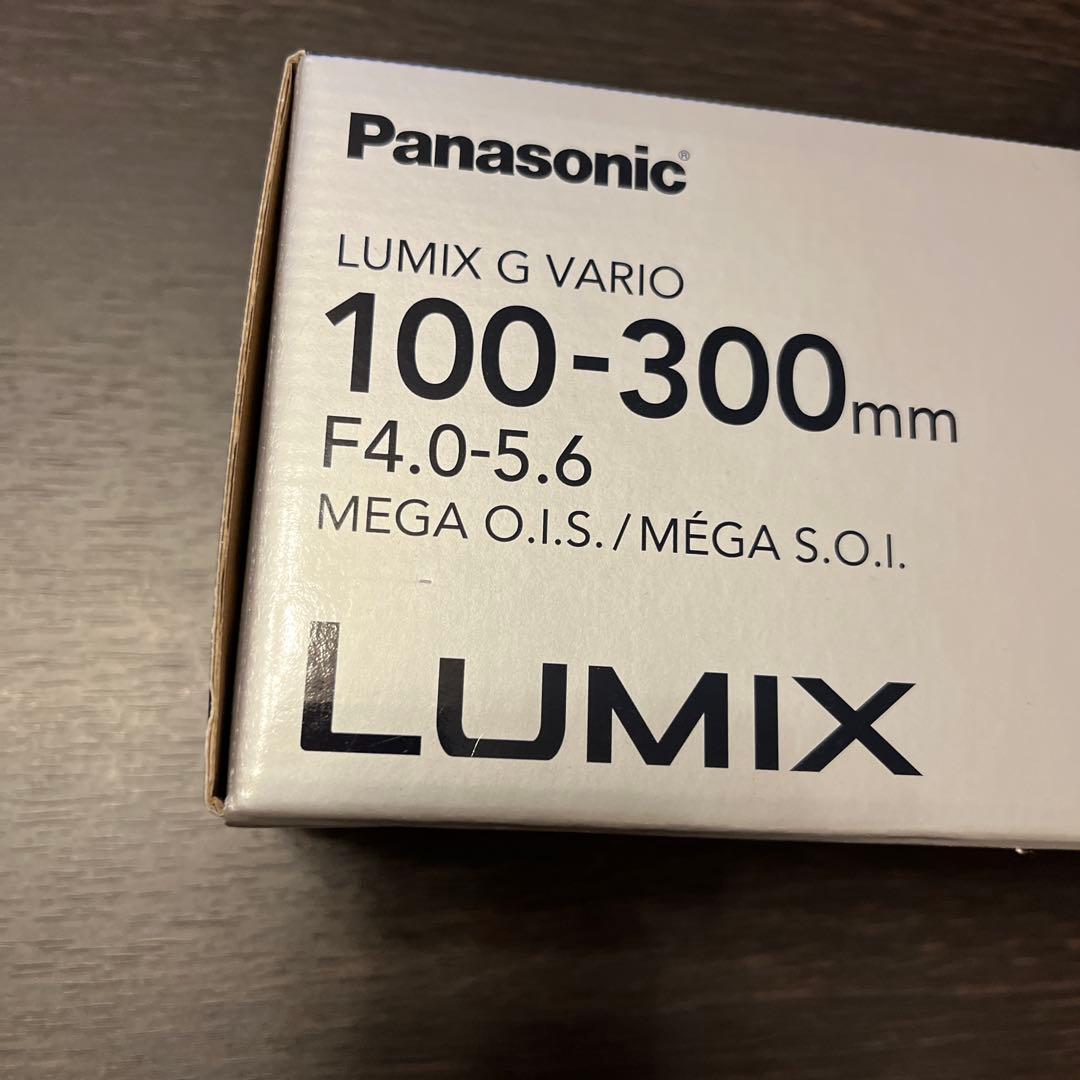 Panasonic®
LUMIX G VARIO
100-300mm
F4.0-5.6
MEGA O.I.S./MÉGA S.O.I.
LUMIX